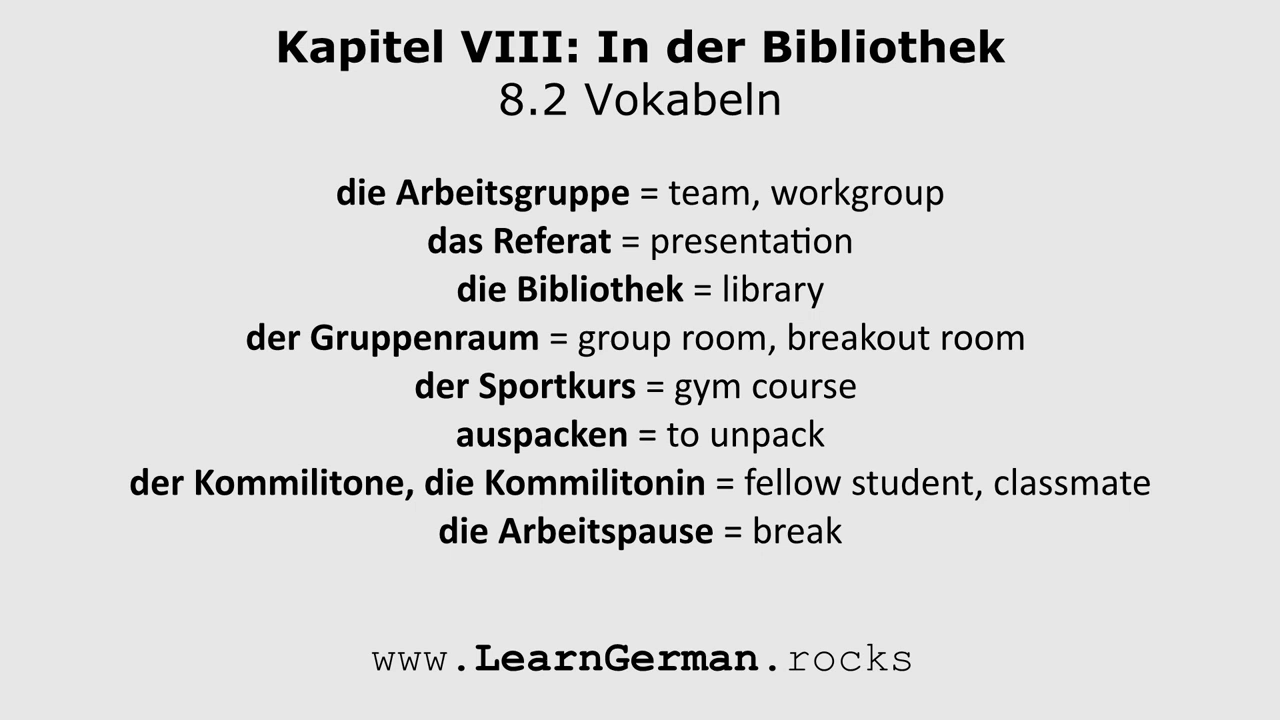 Kapitel VIII: In der Bibliothek
8.2 Vokabeln
die Arbeitsgruppe = team, workgroup
das Referat = presentation
die Bibliothek = library
der Gruppenraum = group room, breakout room
der Sportkurs = gym course
auspacken = to unpack
der Kommilitone, die Kommilitonin = fellow student, classmate
die Arbeitspause = break
www.LearnGerman.rocks